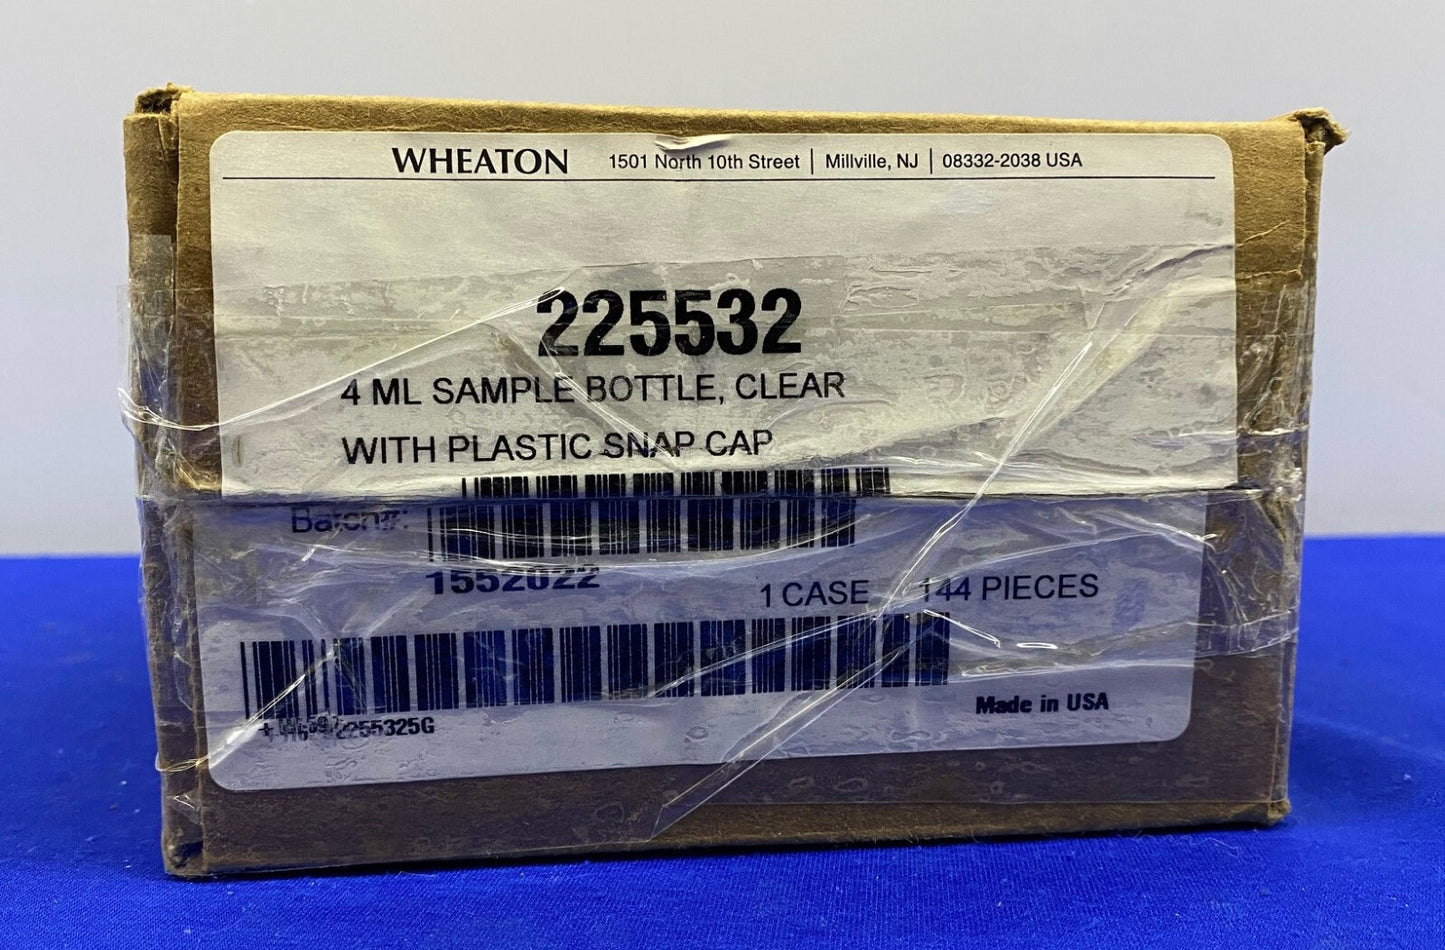 WHEATON 1501 North 10th Street | Millville, NJ | 08332-2038 USA
225532
4 ML SAMPLE BOTTLE, CLEAR
WITH PLASTIC SNAP CAP
Batch#:
1552022
1 CASE 144 PIECES
Made in USA
2255325G